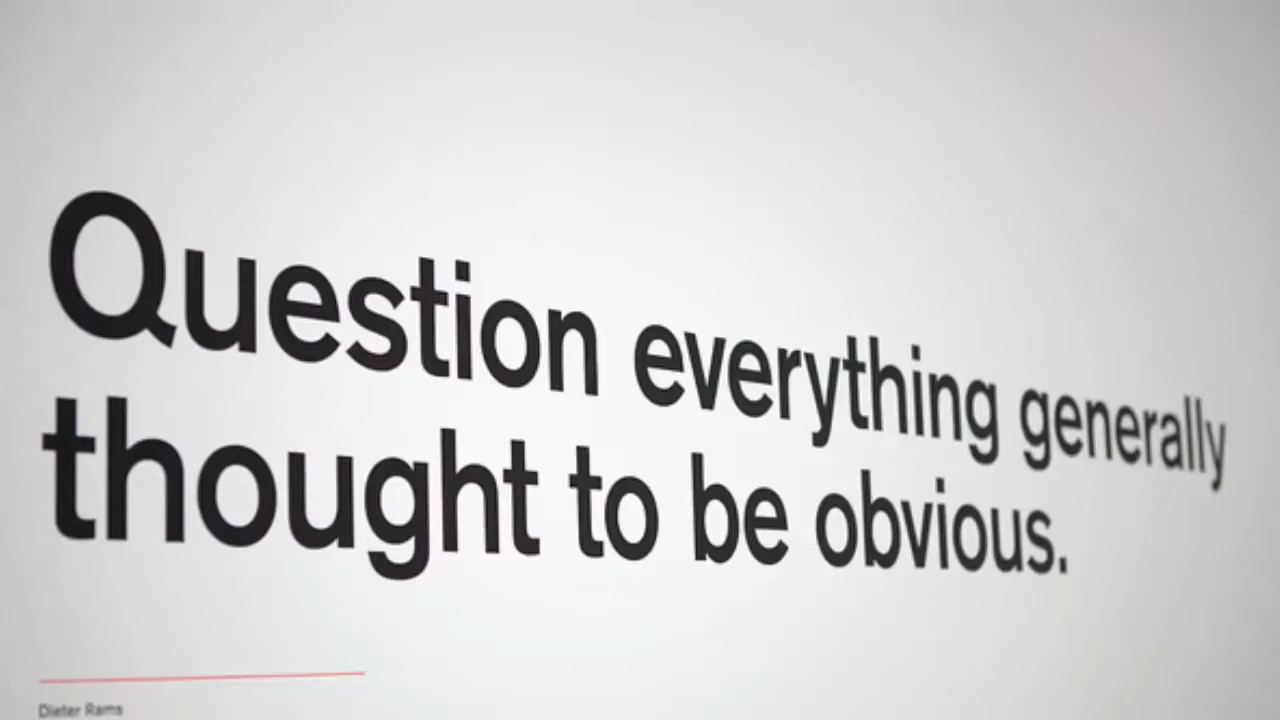 Question everything generally
thought to be obvious.
Dieter Rams